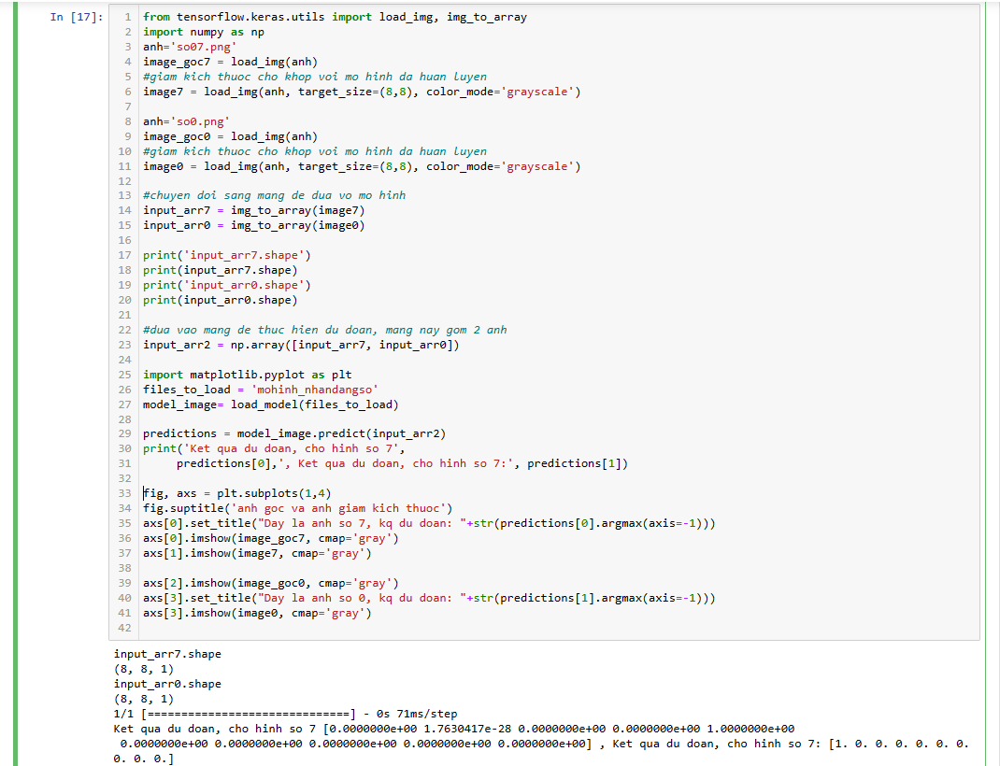 In [17]:
1 from tensorflow.keras.utils import load_img, img_to_array
2 import numpy as np
3 anh='so07.png'
4 image_goc7 = load_img(anh)
5 #giam kich thuoc cho khop voi mo hinh da huan luyen
6 image7 = load_img(anh, target_size=(8,8), color_mode='grayscale')
7
8 anh='so0.png'
9 image_goc0 = load_img(anh)
10 #giam kich thuoc cho khop voi mo hinh da huan luyen
11 image0 = load_img(anh, target_size=(8,8), color_mode='grayscale')
12
13 #chuyen doi sang mang de dua vo mo hinh
14 input_arr7 = img_to_array(image7)
15 input_arr0 = img_to_array(image0)
16
17 print('input_arr7.shape')
18 print(input_arr7.shape)
19 print('input_arr0.shape')
20 print(input_arr0.shape)
21
22 #dua vao mang de thuc hien du doan, mang nay gom 2 anh
23 input_arr2 = np.array([input_arr7, input_arr0])
24
25 import matplotlib.pyplot as plt
26 files_to_load = 'mohinh_nhandangso'
27 model_image= load_model(files_to_load)
28
29 predictions = model_image.predict(input_arr2)
30 print('Ket qua du doan, cho hinh so 7',
31      predictions[0],', Ket qua du doan, cho hinh so 7:', predictions[1])
32
33 fig, axs = plt.subplots(1,4)
34 fig.suptitle('anh goc va anh giam kich thuoc')
35 axs[0].set_title("Day la anh so 7, kq du doan: "+str(predictions[0].argmax(axis=-1)))
36 axs[0].imshow(image_goc7, cmap='gray')
37 axs[1].imshow(image7, cmap='gray')
38
39 axs[2].imshow(image_goc0, cmap='gray')
40 axs[3].set_title("Day la anh so 0, kq du doan: "+str(predictions[1].argmax(axis=-1)))
41 axs[3].imshow(image0, cmap='gray')
42
input_arr7.shape
(8, 8, 1)
input_arr0.shape
(8, 8, 1)
1/1 [==============================] - 0s 71ms/step
Ket qua du doan, cho hinh so 7 [0.0000000e+00 1.7630417e-28 0.0000000e+00 0.0000000e+00 1.0000000e+00
 0.0000000e+00 0.0000000e+00 0.0000000e+00 0.0000000e+00 0.0000000e+00] , Ket qua du doan, cho hinh so 7: [1. 0. 0. 0. 0. 0. 0.
0. 0. 0.]